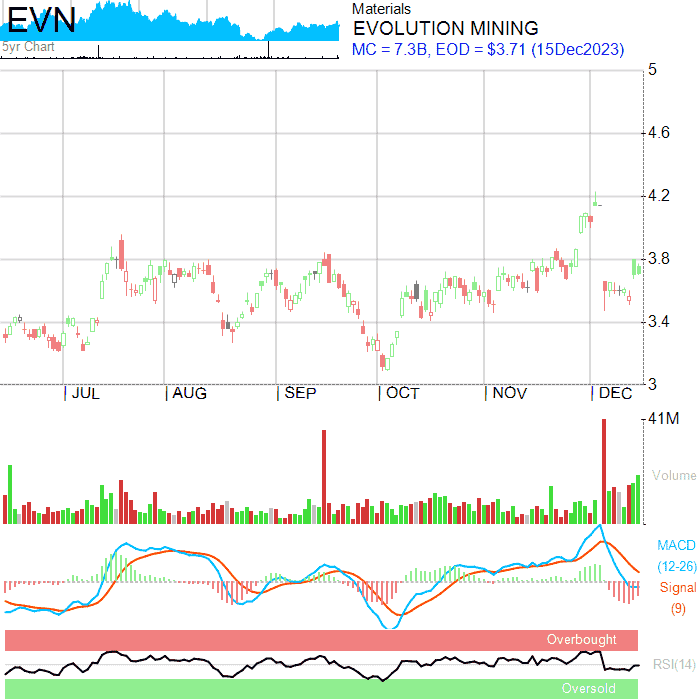 EVN
5yr Chart
Materials
EVOLUTION MINING
MC = 7.3B, EOD = $3.71 (15Dec2023)
5
4.6
4.2
3.8
3.4
3
JUL AUG SEP OCT NOV DEC
41M
Volume
MACD
(12-26)
Signal
(9)
Overbought
RSI(14)
Oversold